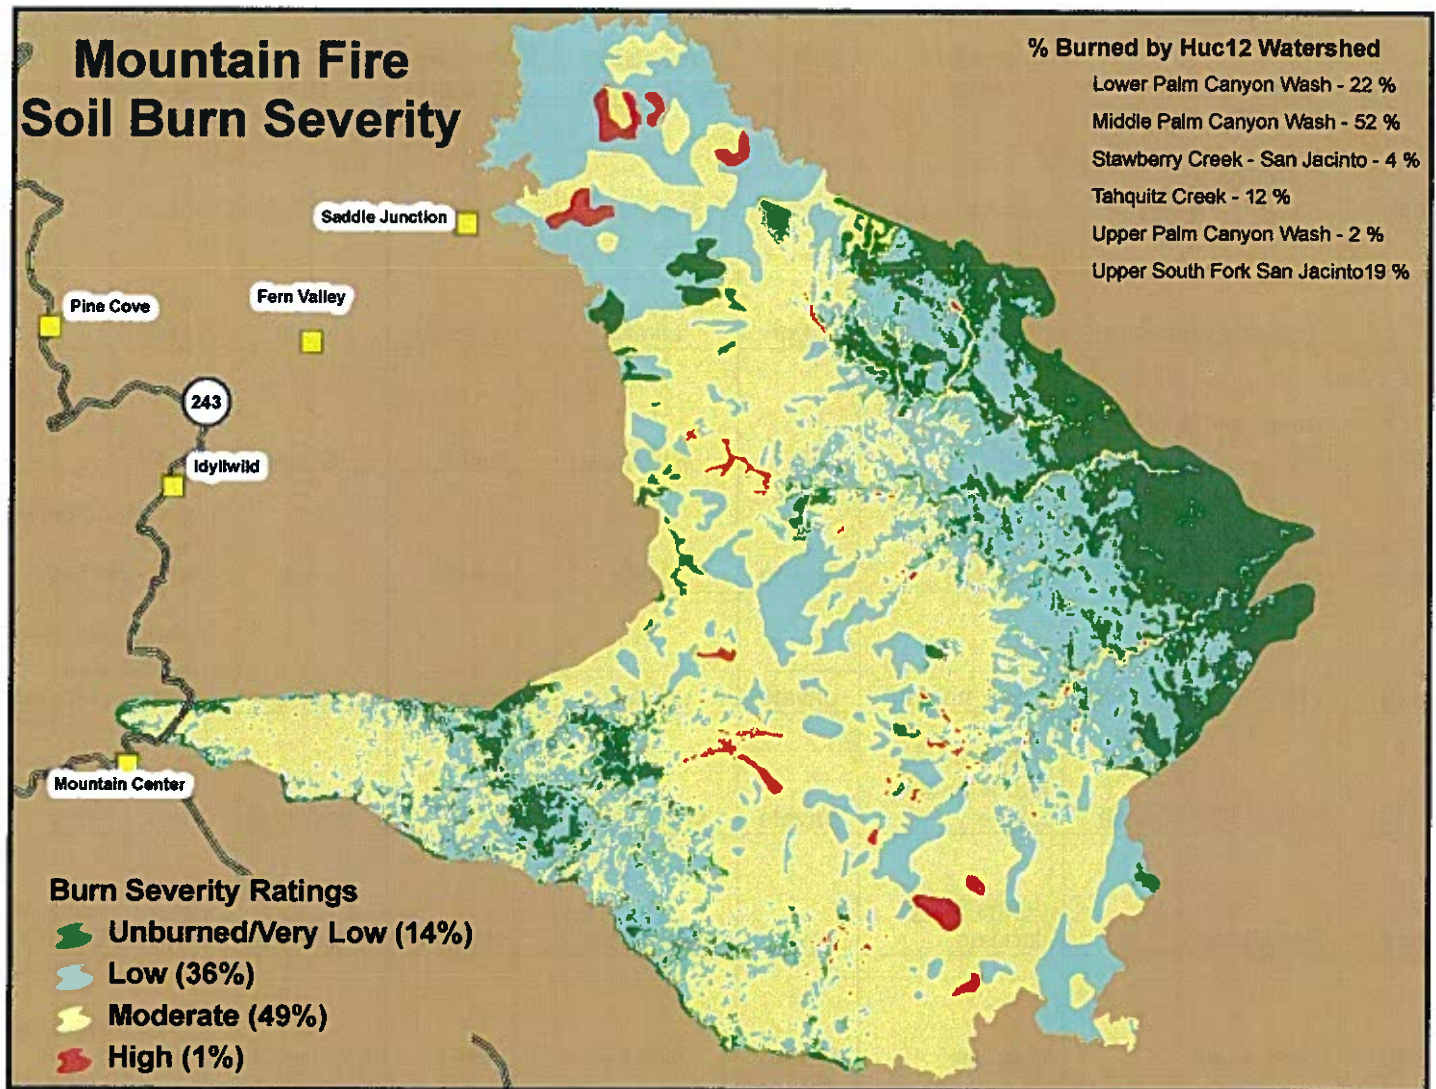 Mountain Fire
Soil Burn Severity
% Burned by Huc12 Watershed
Lower Palm Canyon Wash - 22 %
Middle Palm Canyon Wash - 52 %
Stawberry Creek - San Jacinto - 4 %
Tahquitz Creek - 12 %
Upper Palm Canyon Wash - 2 %
Upper South Fork San Jacinto19 %
Saddle Junction
Fern Valley
Pine Cove
243
Idyllwild
Mountain Center
Burn Severity Ratings
Unburned/Very Low (14%)
Low (36%)
Moderate (49%)
High (1%)